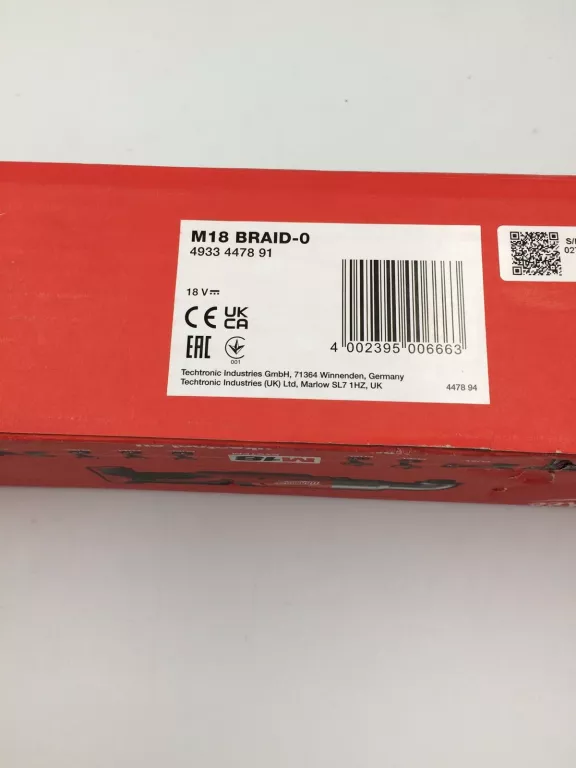 M18 BRAID-0
4933 4478 91
18 V⎓
CE UK
CA
EAC
001
4 002395 006663
Techtronic Industries GmbH, 71364 Winnenden, Germany
Techtronic Industries (UK) Ltd, Marlow SL7 1HZ, UK
4478 94
M18